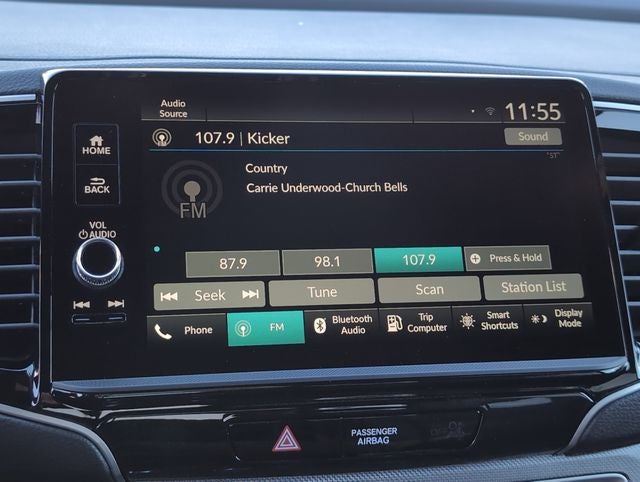 Audio
Source
11:55
107.9 | Kicker
Sound
"ST"
HOME
Country
BACK
Carrie Underwood-Church Bells
FM
VOL
AUDIO
87.9 98.1 107.9 Press & Hold
Seek Tune Scan Station List
Phone FM Bluetooth Audio Trip Computer Smart Shortcuts Display Mode
PASSENGER
AIRBAG